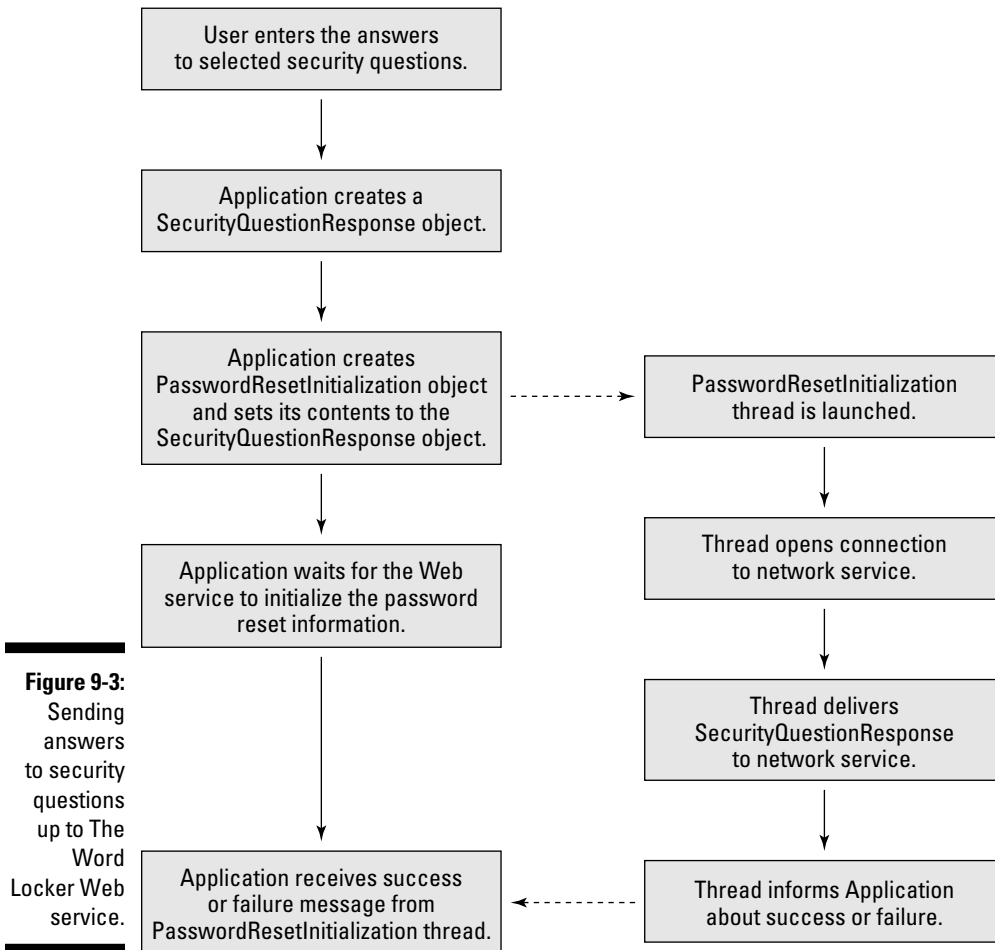 User enters the answers
to selected security questions.
Application creates a
SecurityQuestionResponse object.
Application creates
PasswordResetInitialization object
and sets its contents to the
SecurityQuestionResponse object.
PasswordResetInitialization
thread is launched.
Thread opens connection
to network service.
Application waits for the Web
service to initialize the password
reset information.
Thread delivers
SecurityQuestionResponse
to network service.
Application receives success
or failure message from
PasswordResetInitialization thread.
Thread informs Application
about success or failure.
Figure 9-3:
Sending
answers
to security
questions
up to The
Word
Locker Web
service.